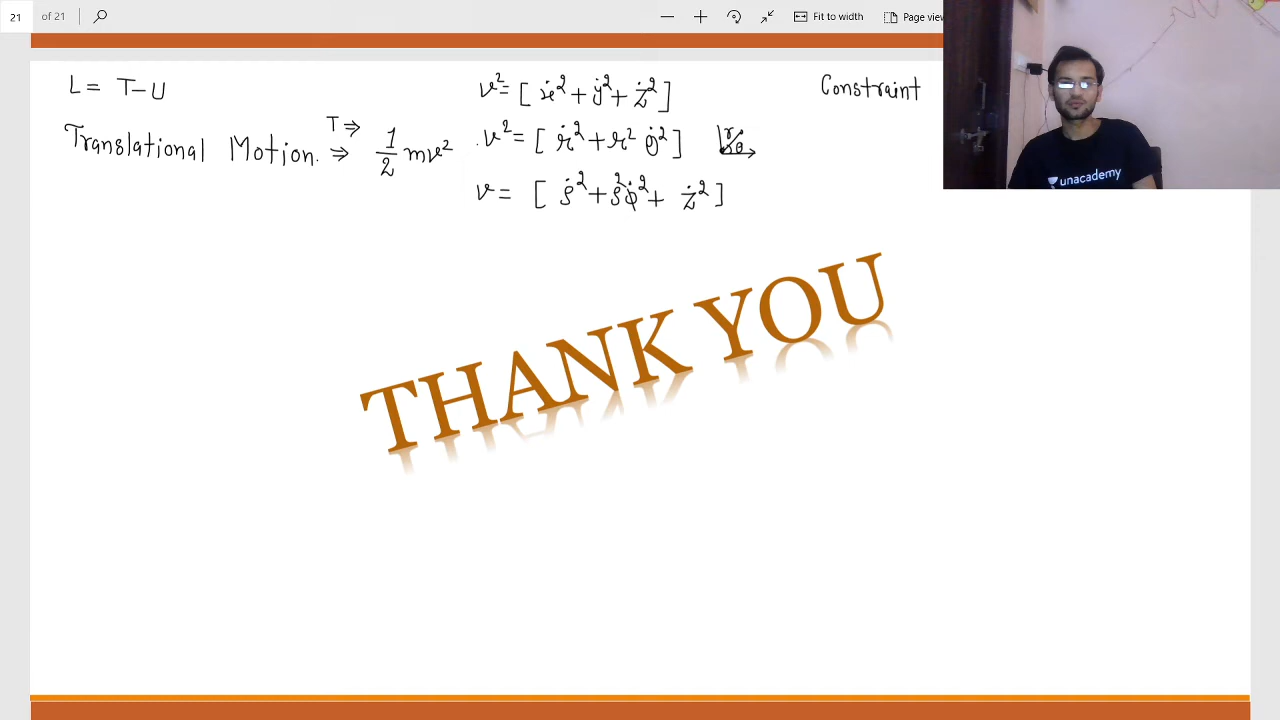 21 of 21 Fit to width Page view
L = T-U
v²= [ẋ² + ẏ² + ż²]
Constraint
T ⇒
Translational Motion. ⇒ 1/2 mv²
. v² = [ṙ² + r² θ̇²]
r θ
v = [ρ̇² + ρ²φ̇² + ż²]
unacademy
THANK YOU